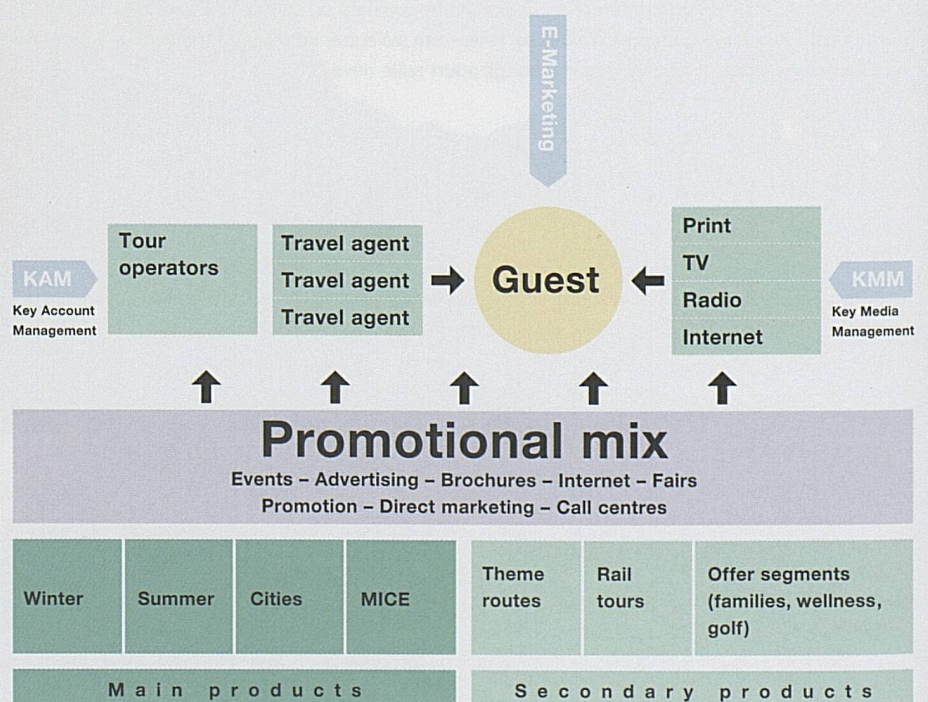 E-Marketing
KAM
Key Account
Management
Tour
operators
Travel agent
Travel agent
Travel agent
Guest
Print
TV
Radio
Internet
KMM
Key Media
Management
Promotional mix
Events – Advertising – Brochures – Internet – Fairs
Promotion – Direct marketing – Call centres
Winter
Summer
Cities
MICE
Theme
routes
Rail
tours
Offer segments
(families, wellness,
golf)
Main products
Secondary products